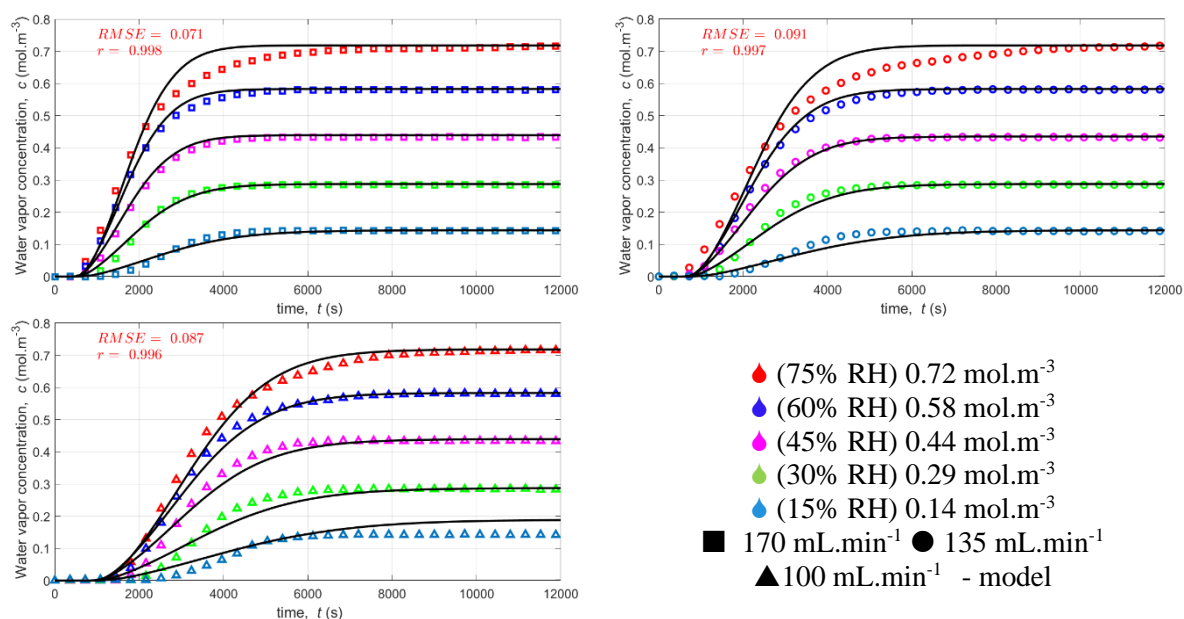 0.8
0.7
0.6
0.5
0.4
0.3
0.2
0.1
0
Water vapor concentration, c (mol.m⁻³)
RMSE = 0.071
r = 0.998
0 2000 4000 6000 8000 10000 12000
time, t (s)
0.8
0.7
0.6
0.5
0.4
0.3
0.2
0.1
0
Water vapor concentration, c (mol.m⁻³)
RMSE = 0.091
r = 0.997
0 2000 4000 6000 8000 10000 12000
time, t (s)
0.8
0.7
0.6
0.5
0.4
0.3
0.2
0.1
0
Water vapor concentration, c (mol.m⁻³)
RMSE = 0.087
r = 0.996
0 2000 4000 6000 8000 10000 12000
time, t (s)
(75% RH) 0.72 mol.m⁻³
(60% RH) 0.58 mol.m⁻³
(45% RH) 0.44 mol.m⁻³
(30% RH) 0.29 mol.m⁻³
(15% RH) 0.14 mol.m⁻³
170 mL.min⁻¹ 135 mL.min⁻¹
100 mL.min⁻¹ - model